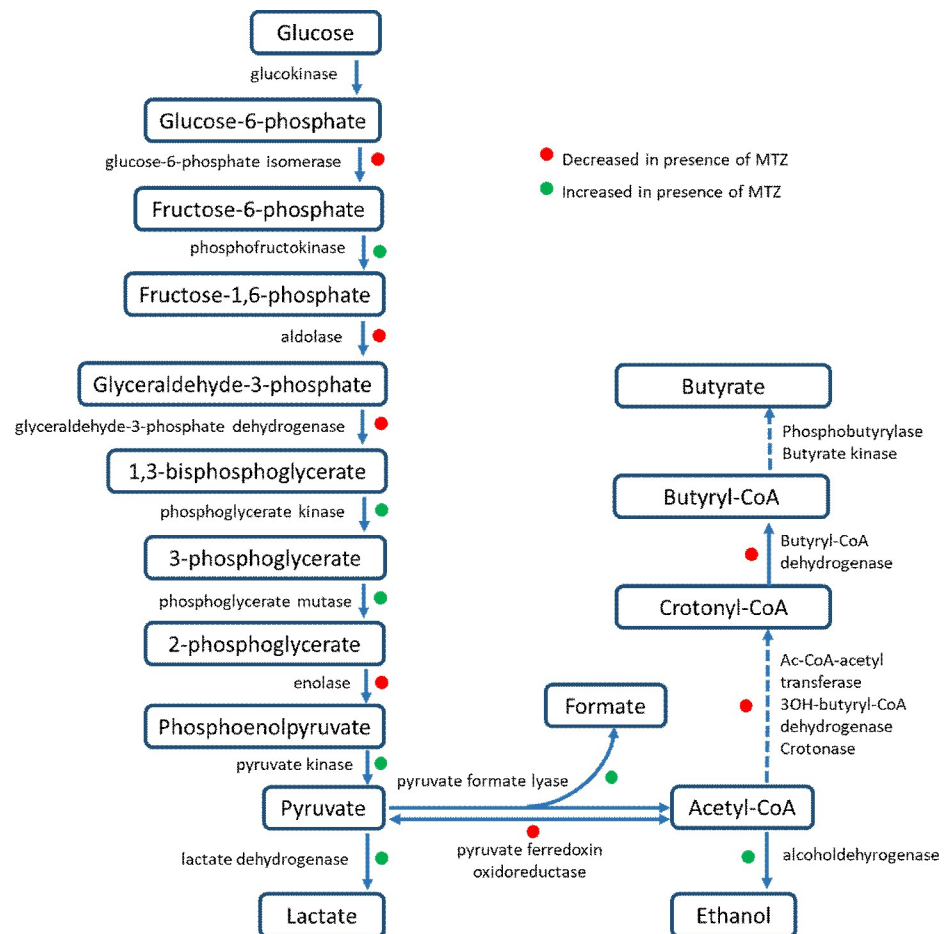 Glucose
glucokinase
Glucose-6-phosphate
glucose-6-phosphate isomerase
Fructose-6-phosphate
phosphofructokinase
Fructose-1,6-phosphate
aldolase
Glyceraldehyde-3-phosphate
glyceraldehyde-3-phosphate dehydrogenase
1,3-bisphosphoglycerate
phosphoglycerate kinase
3-phosphoglycerate
phosphoglycerate mutase
2-phosphoglycerate
enolase
Phosphoenolpyruvate
pyruvate kinase
Pyruvate
lactate dehydrogenase
Lactate
Decreased in presence of MTZ
Increased in presence of MTZ
Formate
pyruvate formate lyase
pyruvate ferredoxin
oxidoreductase
Butyrate
Phosphobutyrylase
Butyrate kinase
Butyryl-CoA
Butyryl-CoA
dehydrogenase
Crotonyl-CoA
Ac-CoA-acetyl
transferase
3OH-butyryl-CoA
dehydrogenase
Crotonase
Acetyl-CoA
alcoholdehyrogenase
Ethanol